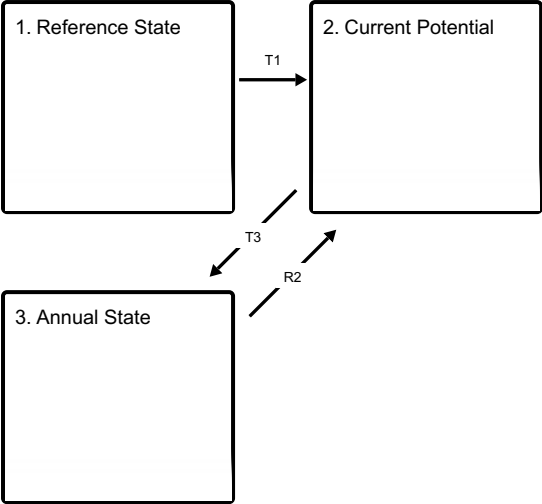 1. Reference State
2. Current Potential
T1
T3
R2
3. Annual State